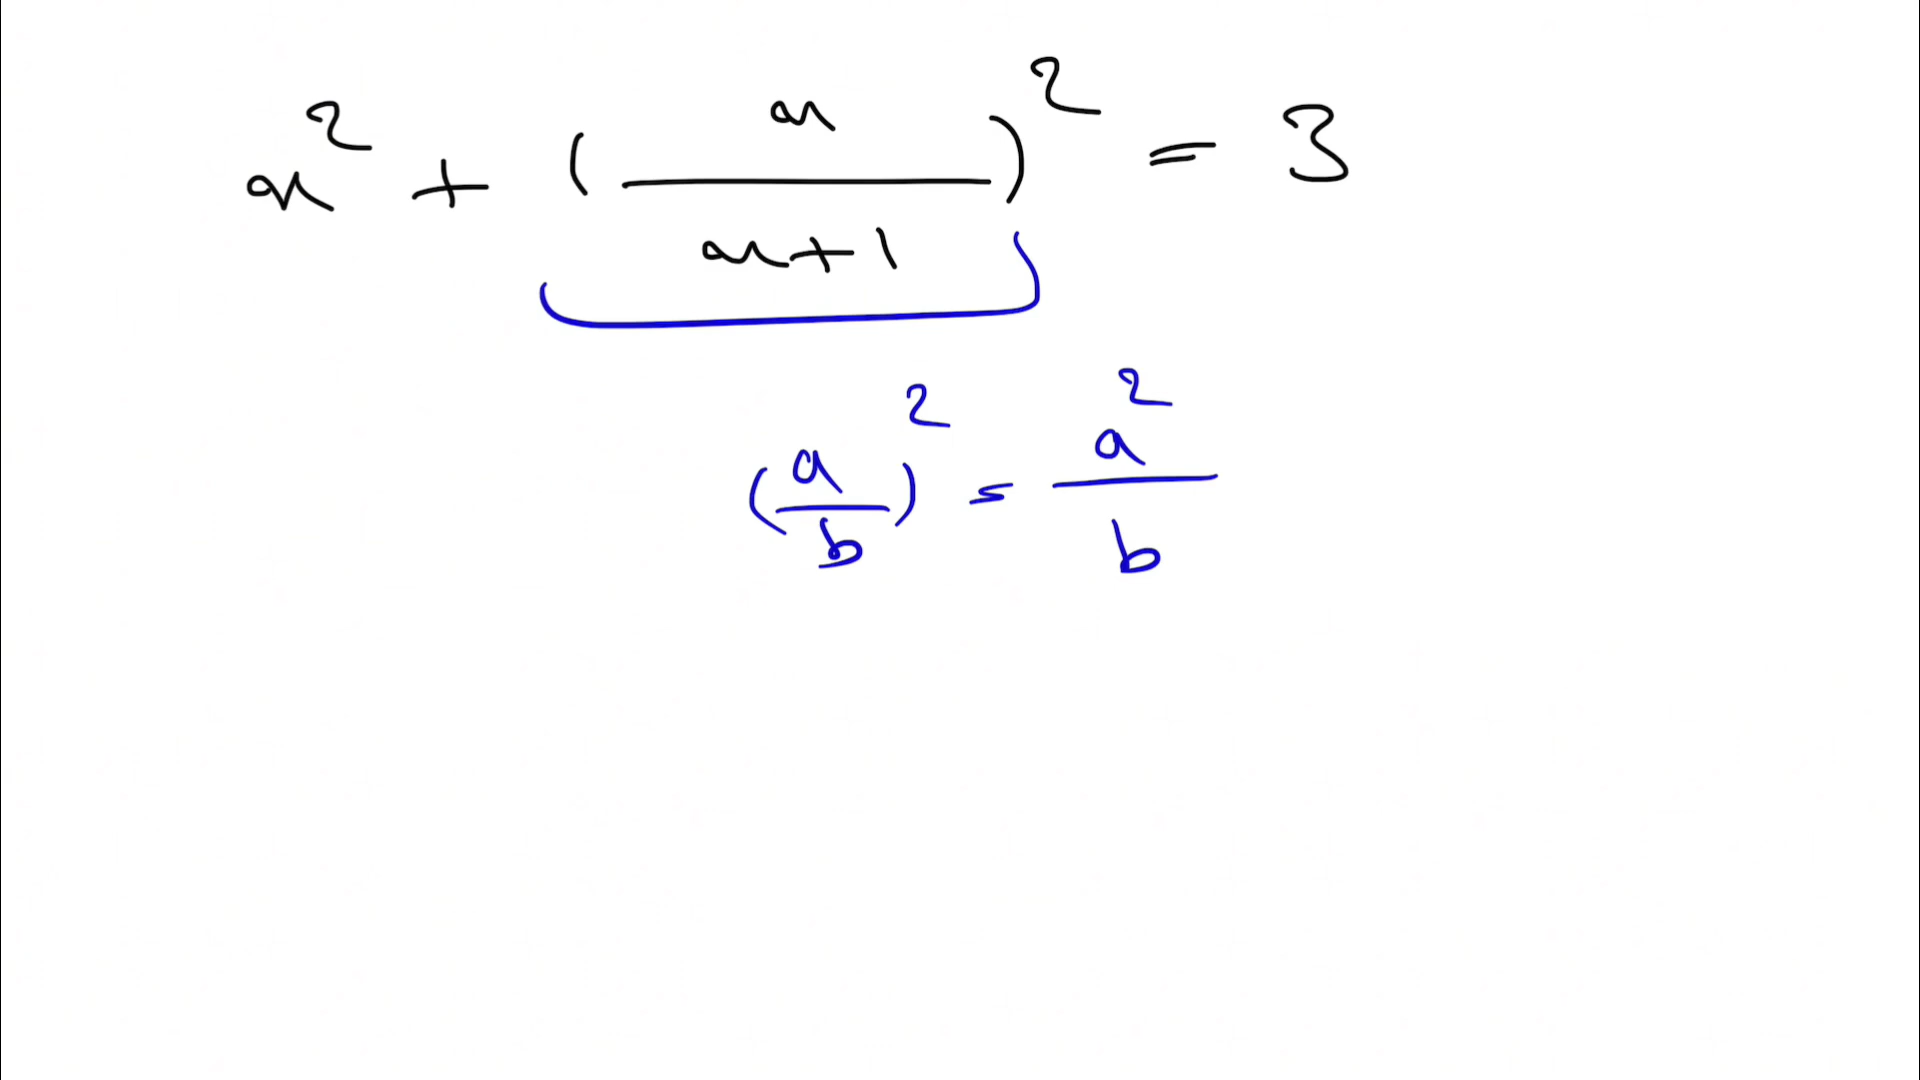 x² + (x/(x+1))² = 3
(a/b)² = a²/b